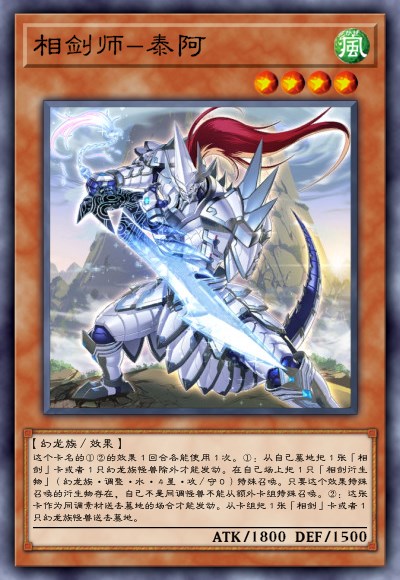 相剑师-泰阿
風
【幻龙族/效果】
这个卡名的①②的效果1回合各能使用1次。①:从自己墓地把1张「相
剑」卡或者1只幻龙族怪兽除外才能发动。在自己场上把1只「相剑衍生
物」(幻龙族·调整·水·4星·攻/守0)特殊召唤。只要这个效果特殊
召唤的衍生物存在,自己不是同调怪兽不能从额外卡组特殊召唤。②:这张
卡作为同调素材送去墓地的场合才能发动。从卡组把1张「相剑」卡或者1
只幻龙族怪兽送去墓地。
ATK/1800 DEF/1500